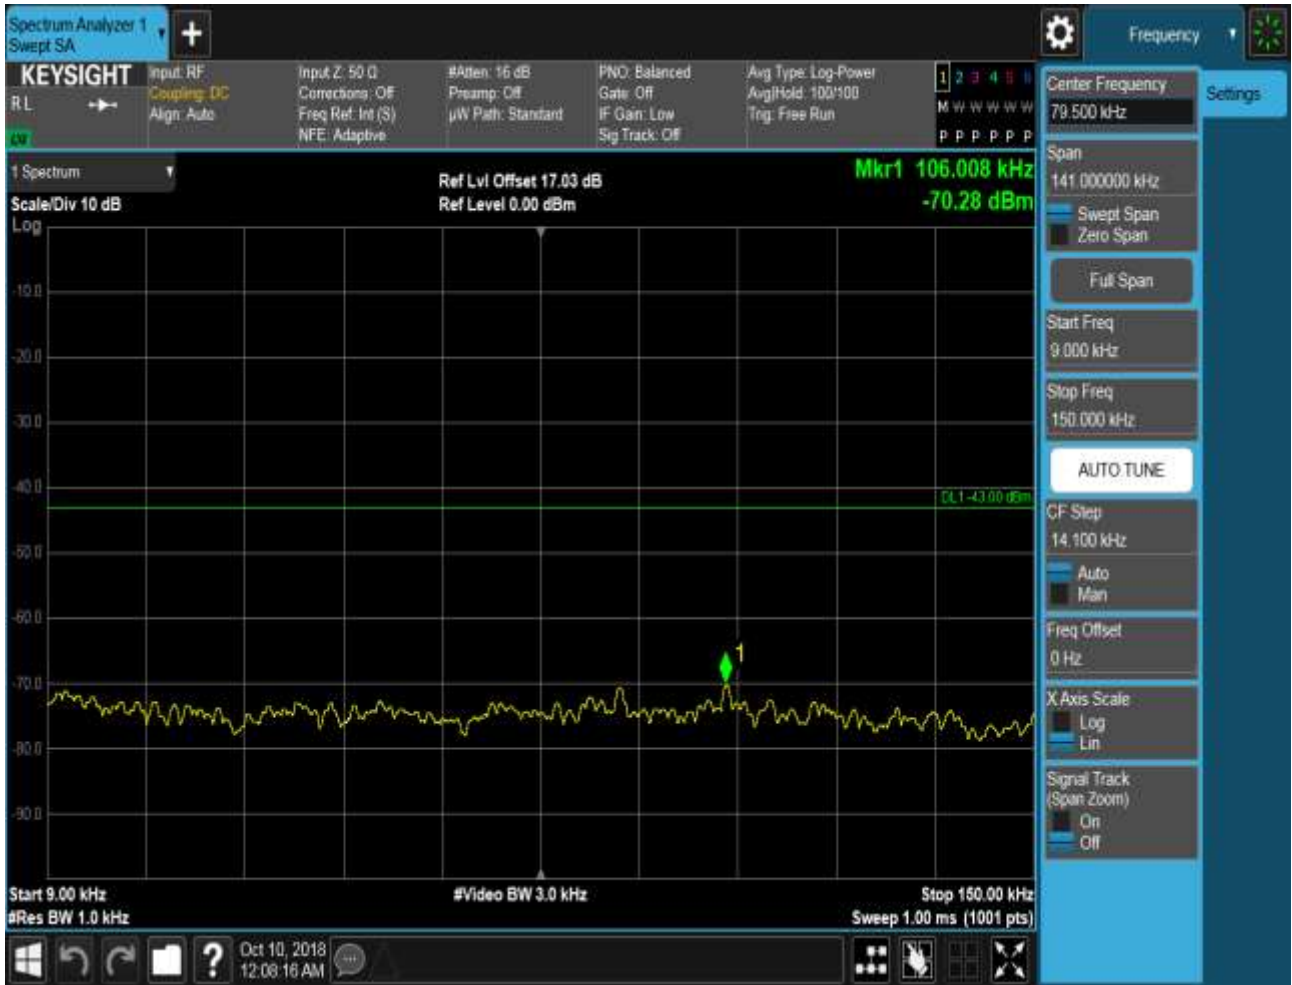 Spectrum Analyzer 1
Swept SA
Frequency
KEYSIGHT
R L
Input: RF
Coupling: DC
Align: Auto
Input Z: 50 Ω
Corrections: Off
Freq Ref: Int (S)
NFE: Adaptive
#Atten: 16 dB
Preamp: Off
µW Path: Standard
PNO: Balanced
Gate: Off
IF Gain: Low
Sig Track: Off
Avg Type: Log-Power
Avg|Hold: 100/100
Trig: Free Run
1 2 3 4 5 6
M W W W W W
P P P P P P
1 Spectrum
Scale/Div 10 dB
Log
Ref Lvl Offset 17.03 dB
Ref Level 0.00 dBm
Mkr1 106.008 kHz
-70.28 dBm
-10.0
-20.0
-30.0
-40.0
-50.0
-60.0
-70.0
-80.0
-90.0
DL1 -43.00 dBm
1
Start 9.00 kHz
#Res BW 1.0 kHz
#Video BW 3.0 kHz
Stop 150.00 kHz
Sweep 1.00 ms (1001 pts)
Oct 10, 2018
12:08:16 AM
Center Frequency
79.500 kHz
Settings
Span
141.000000 kHz
Swept Span
Zero Span
Full Span
Start Freq
9.000 kHz
Stop Freq
150.000 kHz
AUTO TUNE
CF Step
14.100 kHz
Auto
Man
Freq Offset
0 Hz
X Axis Scale
Log
Lin
Signal Track
(Span Zoom)
On
Off